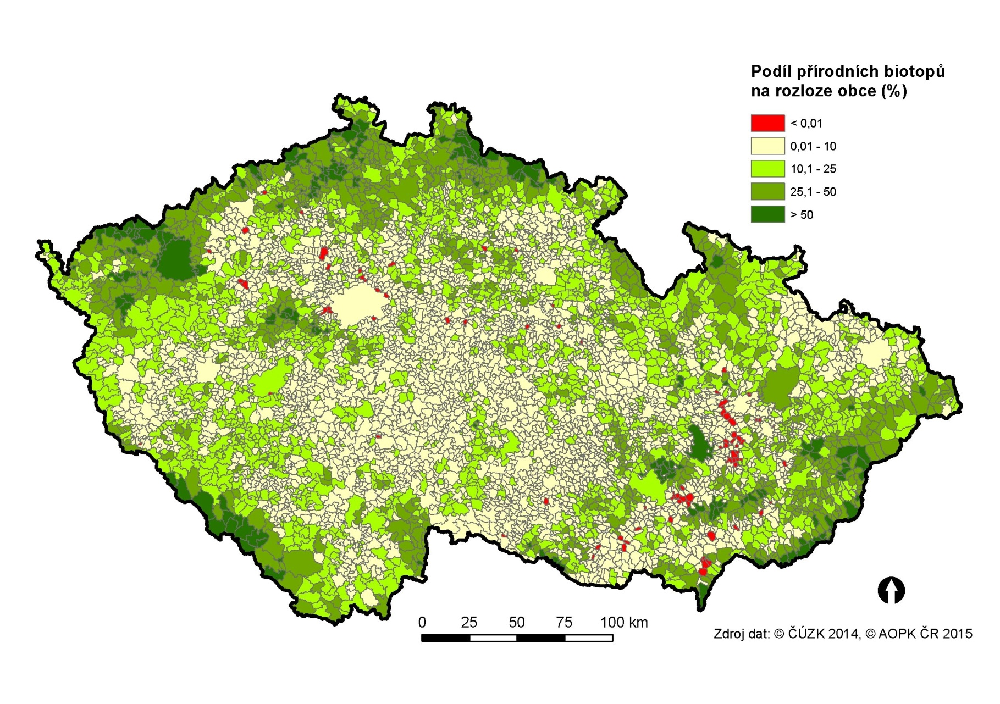 Podíl přírodních biotopů
na rozloze obce (%)
< 0,01
0,01 - 10
10,1 - 25
25,1 - 50
> 50
0 25 50 75 100 km
Zdroj dat: © ČÚZK 2014, © AOPK ČR 2015